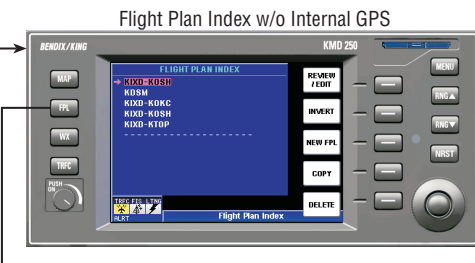 Flight Plan Index w/o Internal GPS
BENDIX/KING
KMD 250
MAP
FPL
WX
TRFC
PUSH
ON
FLIGHT PLAN INDEX
KIXD-KOSH
KOSM
KIXD-KOKC
KIXD-KOSH
KIXD-KTOP
TRFC FIS LTNG
ALRT
Flight Plan Index
REVIEW
/ EDIT
INVERT
NEW FPL
COPY
DELETE
MENU
RNG▲
RNG▼
NRST